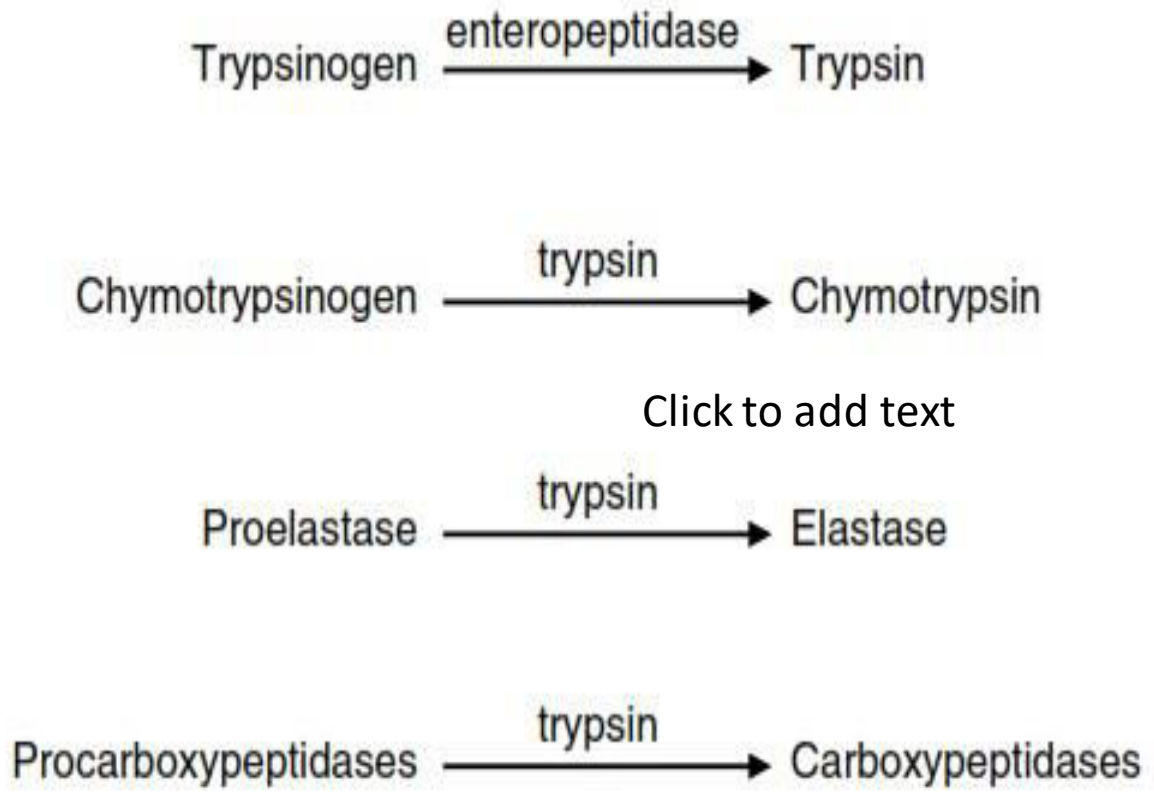 enteropeptidase
Trypsinogen Trypsin
trypsin
Chymotrypsinogen Chymotrypsin
Click to add text
trypsin
Proelastase Elastase
trypsin
Procarboxypeptidases Carboxypeptidases